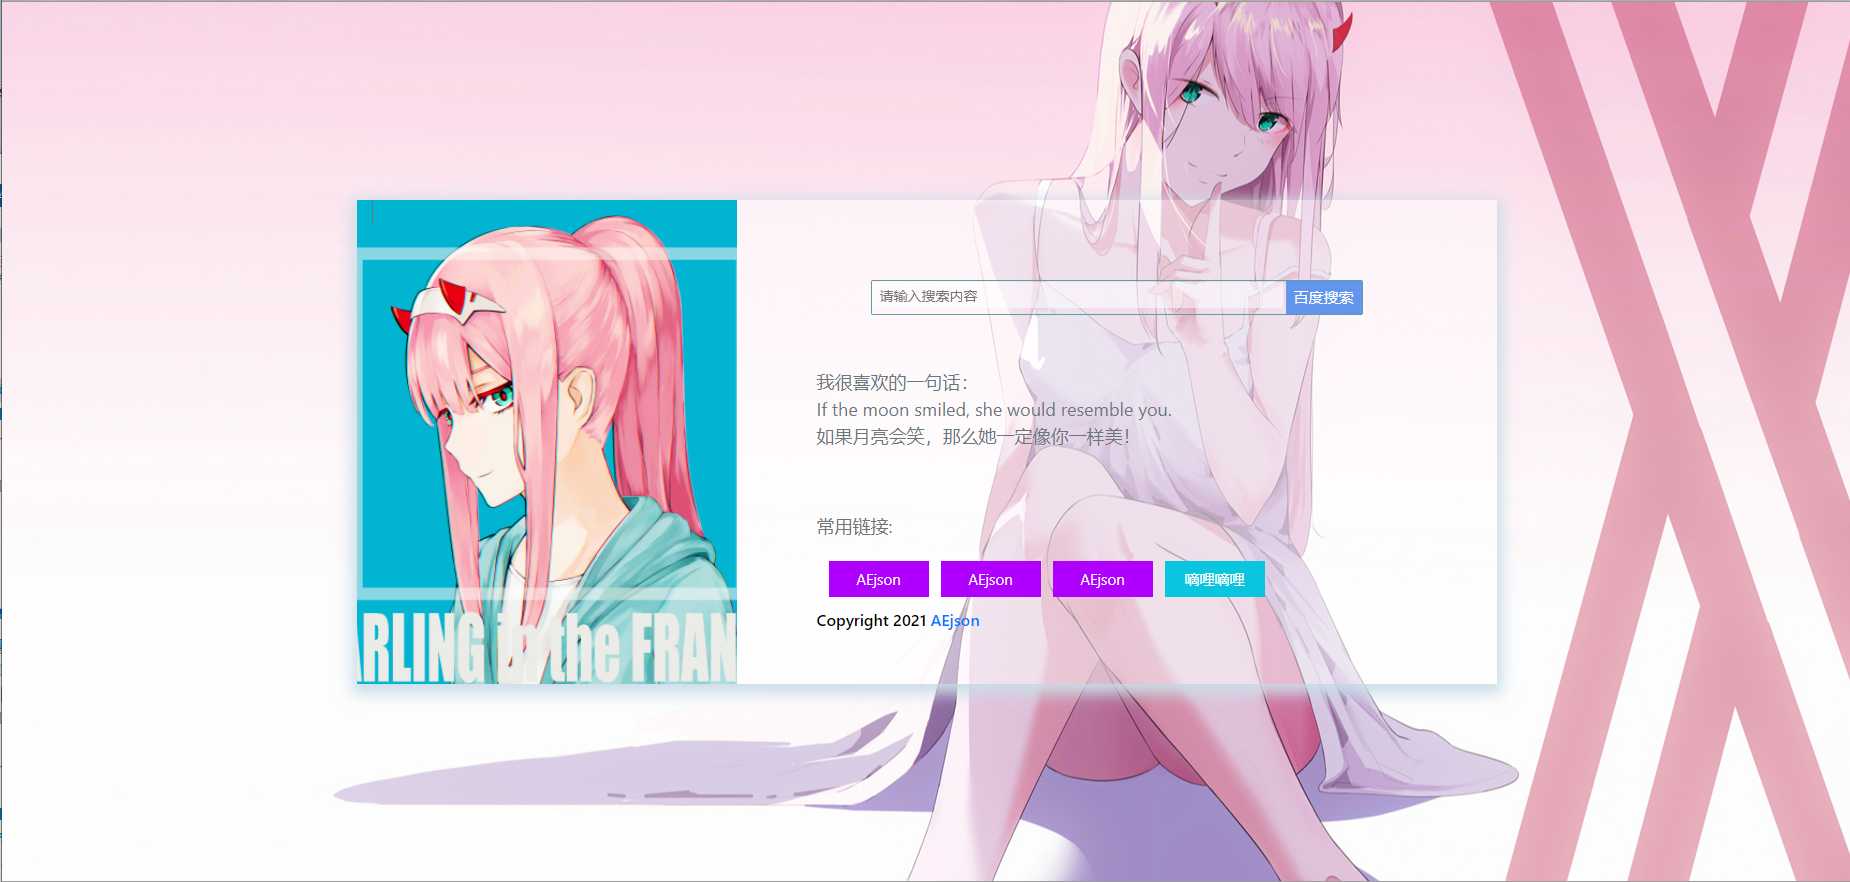 请输入搜索内容
百度搜索
我很喜欢的一句话：
If the moon smiled, she would resemble you.
如果月亮会笑，那么她一定像你一样美！
常用链接:
AEjson
AEjson
AEjson
嘀哩嘀哩
Copyright 2021 AEjson
ARLING in the FRAN